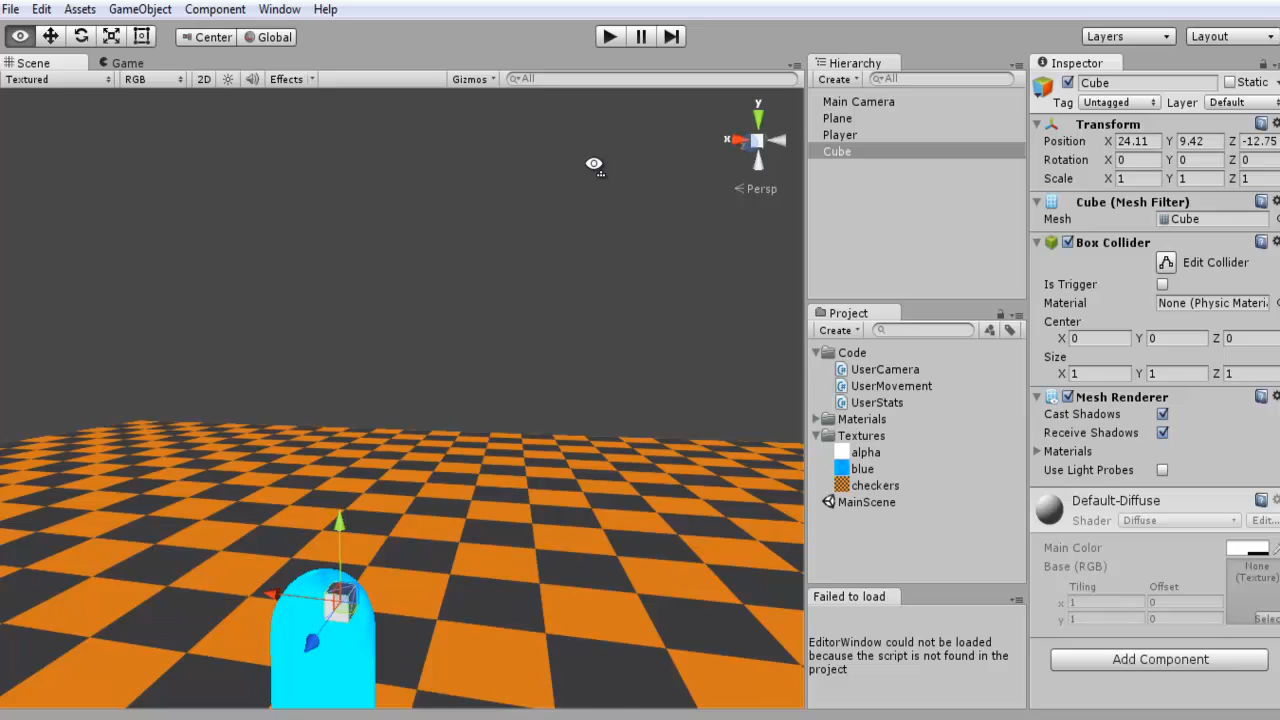 File Edit Assets GameObject Component Window Help
Center Global
Layers Layout
Scene Game
Textured RGB 2D Effects Gizmos All
y
x
z
Persp
Hierarchy
Create All
Main Camera
Plane
Player
Cube
Project
Create
Code
UserCamera
UserMovement
UserStats
Materials
Textures
alpha
blue
checkers
MainScene
Failed to load
EditorWindow could not be loaded
because the script is not found in the
project
Inspector
Cube Static
Tag Untagged Layer Default
Transform
Position X 24.11 Y 9.42 Z -12.75
Rotation X 0 Y 0 Z 0
Scale X 1 Y 1 Z 1
Cube (Mesh Filter)
Mesh Cube
Box Collider
Edit Collider
Is Trigger
Material None (Physic Materi
Center
X 0 Y 0 Z 0
Size
X 1 Y 1 Z 1
Mesh Renderer
Cast Shadows
Receive Shadows
Materials
Use Light Probes
Default-Diffuse
Shader Diffuse Edit...
Main Color
Base (RGB)
None
(Texture)
Tiling Offset
x 1 0
y 1 0
Selec
Add Component